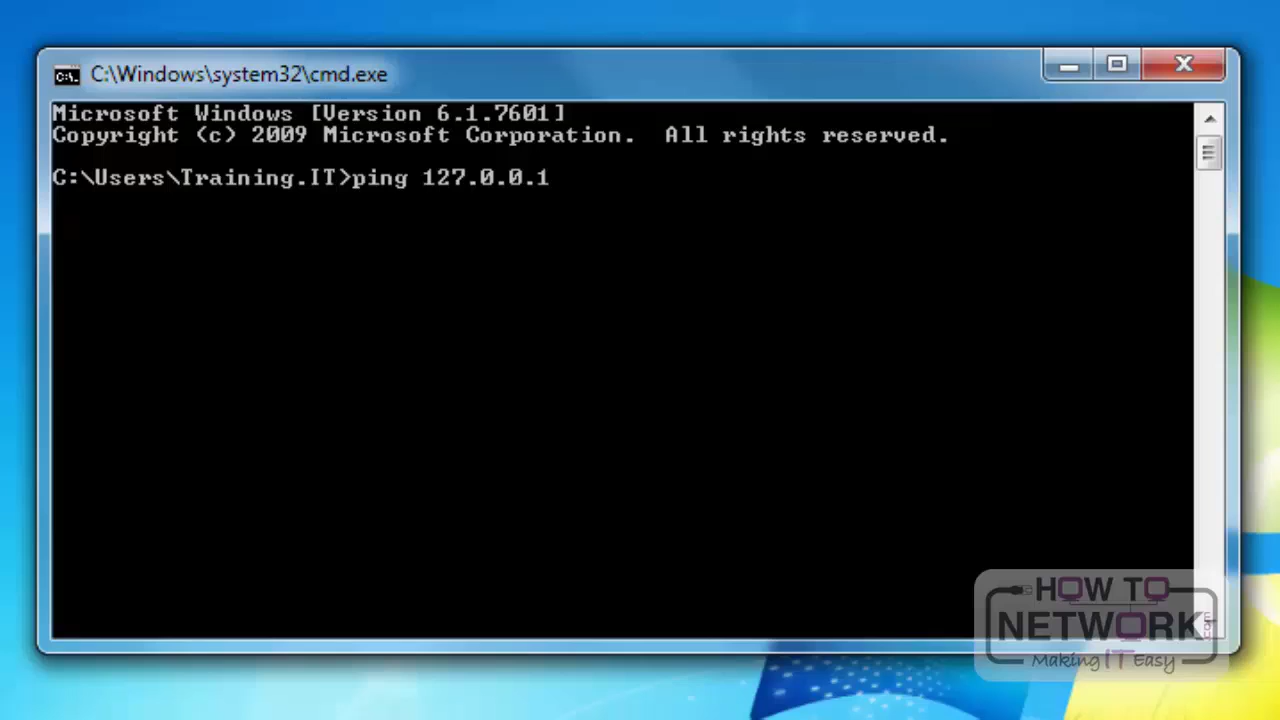 C:\Windows\system32\cmd.exe
Microsoft Windows [Version 6.1.7601]
Copyright (c) 2009 Microsoft Corporation.  All rights reserved.
C:\Users\Training.IT>ping 127.0.0.1
HOW TO
NETWORK.com
Making IT Easy